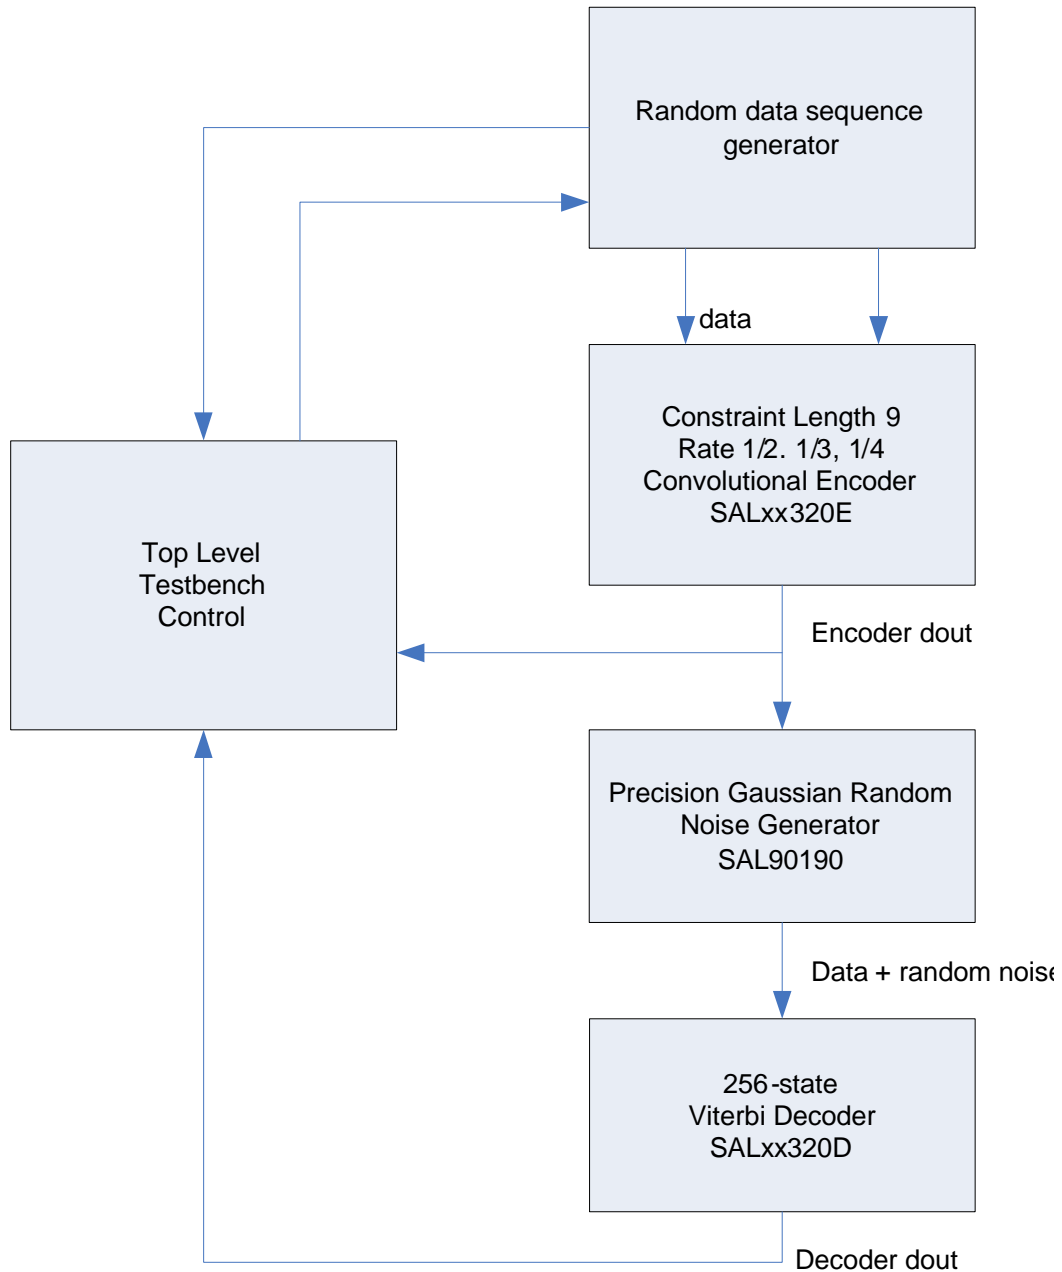 Random data sequence
generator
data
Constraint Length 9
Rate 1/2. 1/3, 1/4
Convolutional Encoder
SALxx320E
Top Level
Testbench
Control
Encoder dout
Precision Gaussian Random
Noise Generator
SAL90190
Data + random noise
256-state
Viterbi Decoder
SALxx320D
Decoder dout